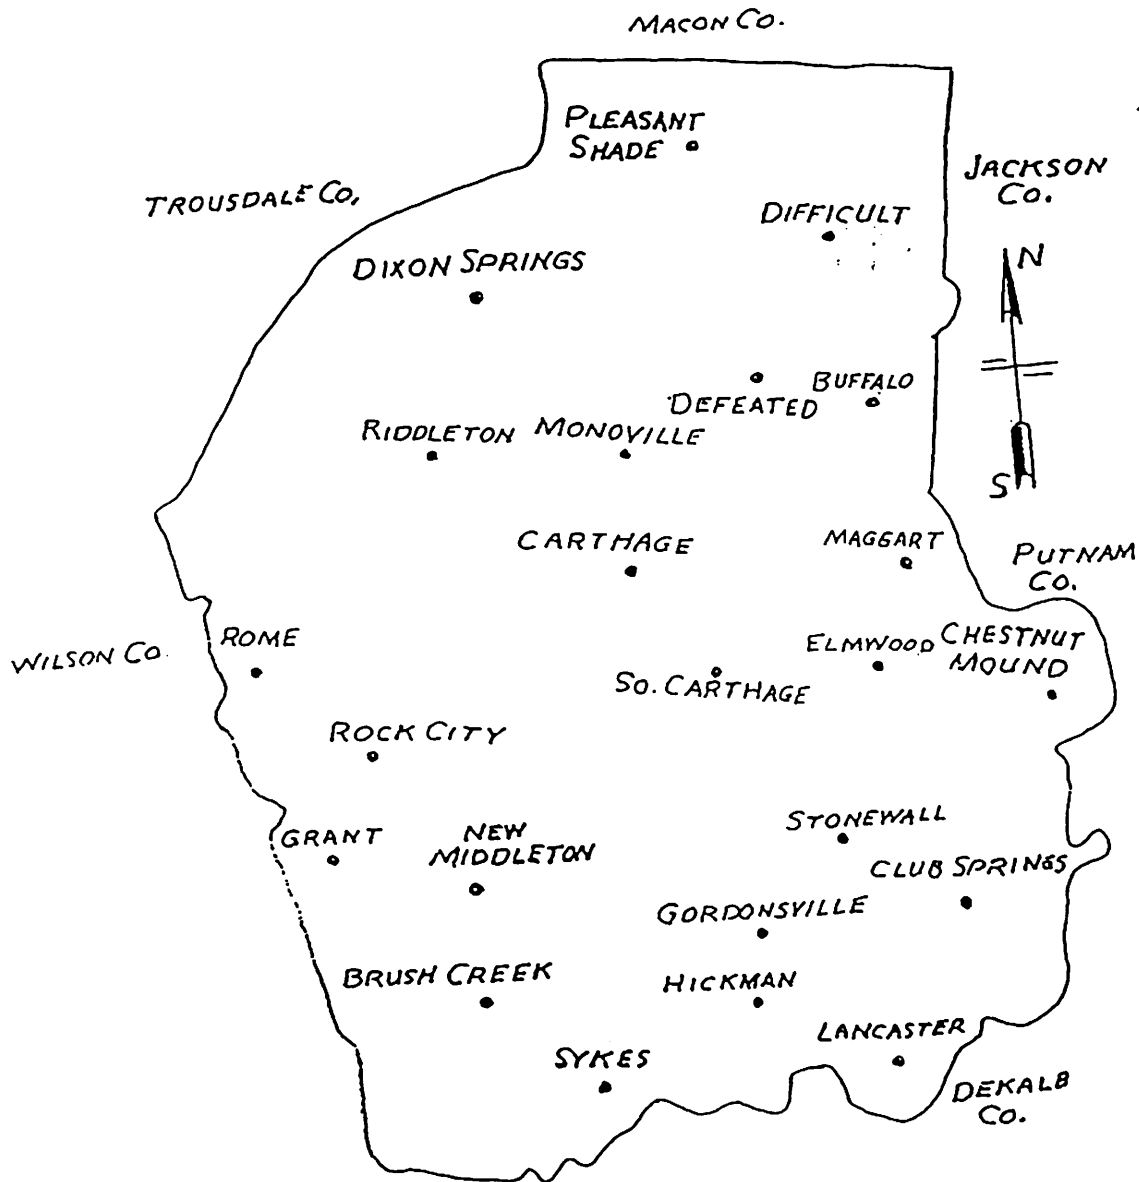 MACON CO.
PLEASANT
SHADE
JACKSON
CO.
TROUSDALE CO,
DIFFICULT
DIXON SPRINGS
N
BUFFALO
DEFEATED
RIDDLETON
MONOVILLE
S
CARTHAGE
MAGGART
PUTNAM
CO.
WILSON CO.
ROME
ELMWOOD
CHESTNUT
MOUND
SO. CARTHAGE
ROCK CITY
STONEWALL
GRANT
NEW
MIDDLETON
CLUB SPRINGS
GORDONSVILLE
BRUSH CREEK
HICKMAN
LANCASTER
SYKES
DEKALB
CO.